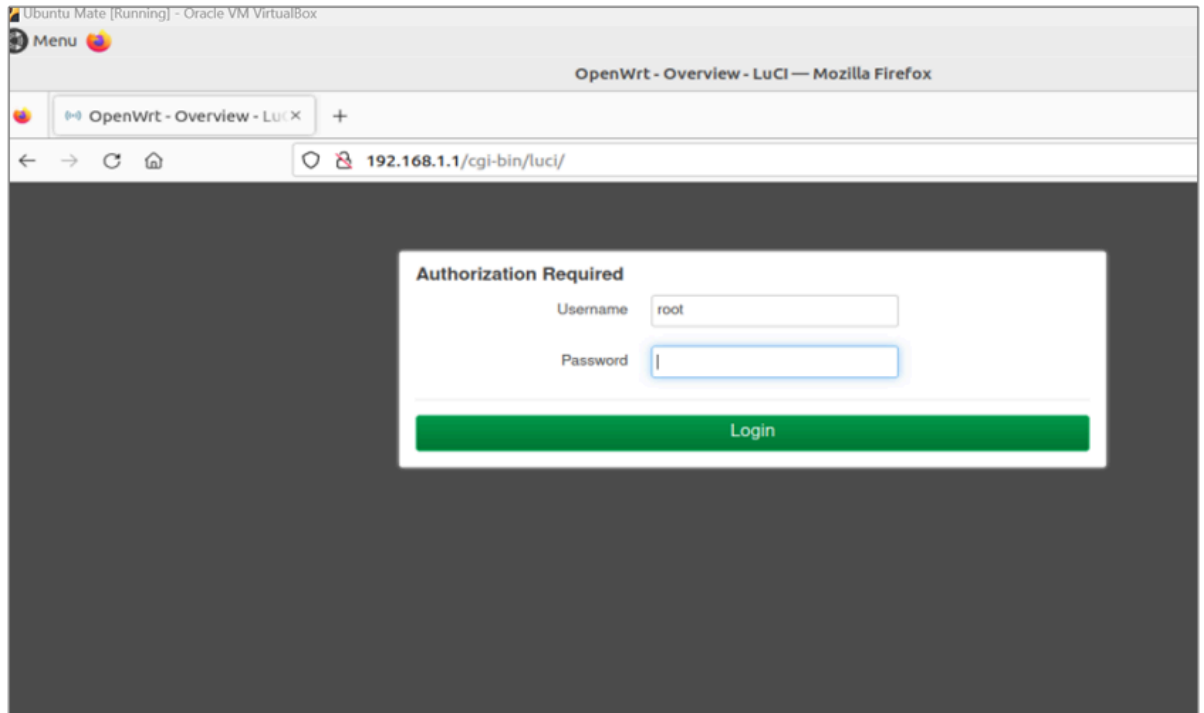 Ubuntu Mate [Running] - Oracle VM VirtualBox
Menu
OpenWrt - Overview - LuCI — Mozilla Firefox
OpenWrt - Overview - LuC
192.168.1.1/cgi-bin/luci/
Authorization Required
Username root
Password
Login